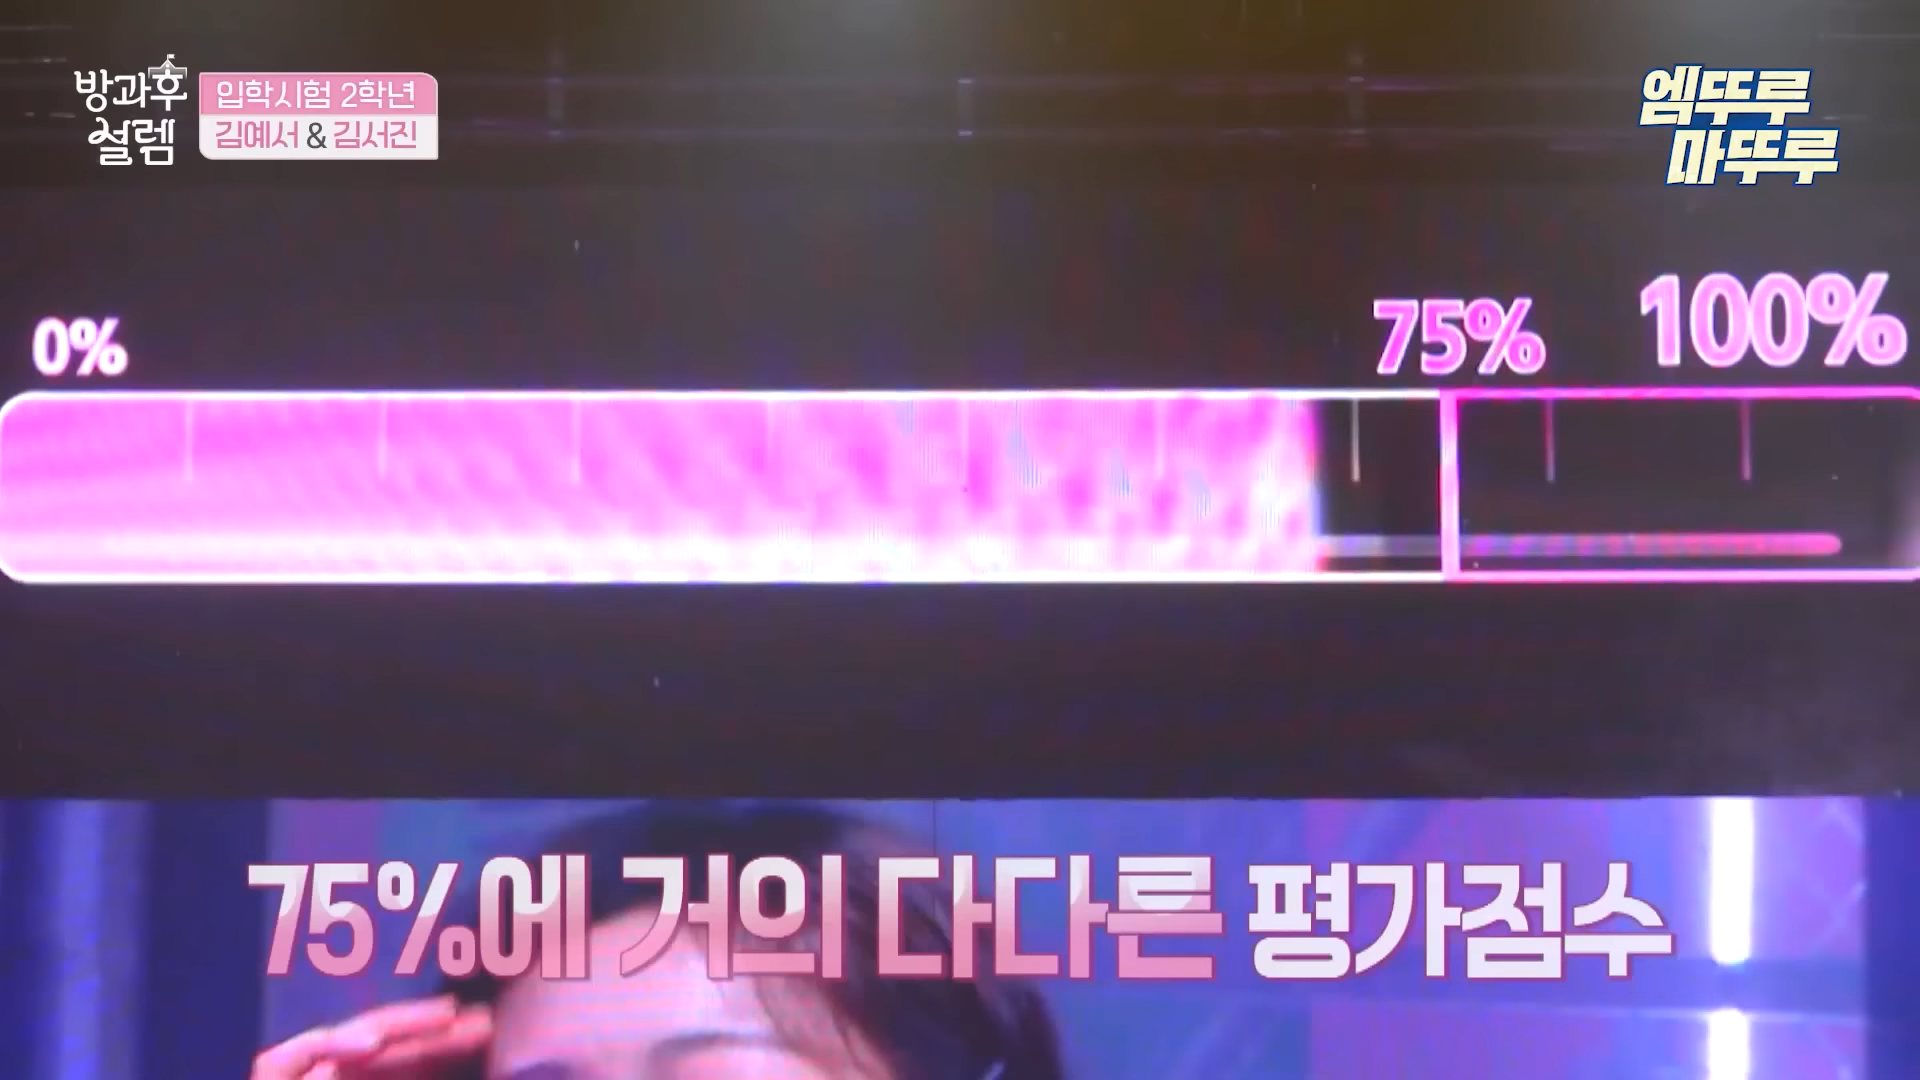 방과후
설렘
입학시험 2학년
김예서 & 김서진
엠뚜루
마뚜루
0%
75%
100%
75%에 거의 다다른 평가점수